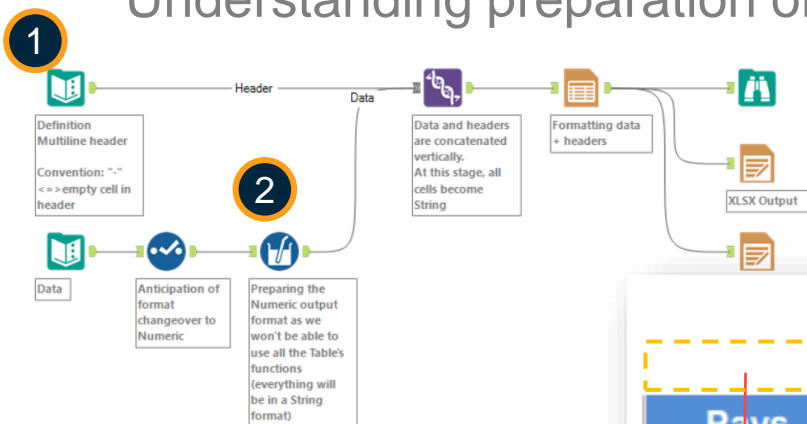 Understanding preparation o
1
Header
Data
Definition
Multiline header
Convention: "-"
<=>empty cell in
header
Data and headers
are concatenated
vertically.
At this stage, all
cells become
String
Formatting data
+ headers
XLSX Output
2
Data
Anticipation of
format
changeover to
Numeric
Preparing the
Numeric output
format as we
won't be able to
use all the Table's
functions
(everything will
be in a String
format)
Pays